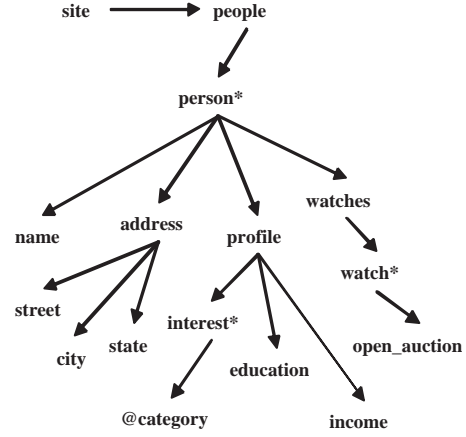 site people
person*
name address profile watches
street city state interest* education income watch*
@category open_auction